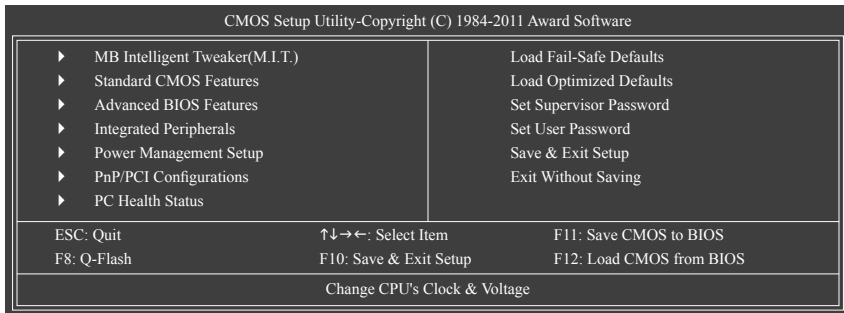 CMOS Setup Utility-Copyright (C) 1984-2011 Award Software
MB Intelligent Tweaker(M.I.T.)
Standard CMOS Features
Advanced BIOS Features
Integrated Peripherals
Power Management Setup
PnP/PCI Configurations
PC Health Status
Load Fail-Safe Defaults
Load Optimized Defaults
Set Supervisor Password
Set User Password
Save & Exit Setup
Exit Without Saving
ESC: Quit ↑↓→←: Select Item F11: Save CMOS to BIOS
F8: Q-Flash F10: Save & Exit Setup F12: Load CMOS from BIOS
Change CPU's Clock & Voltage